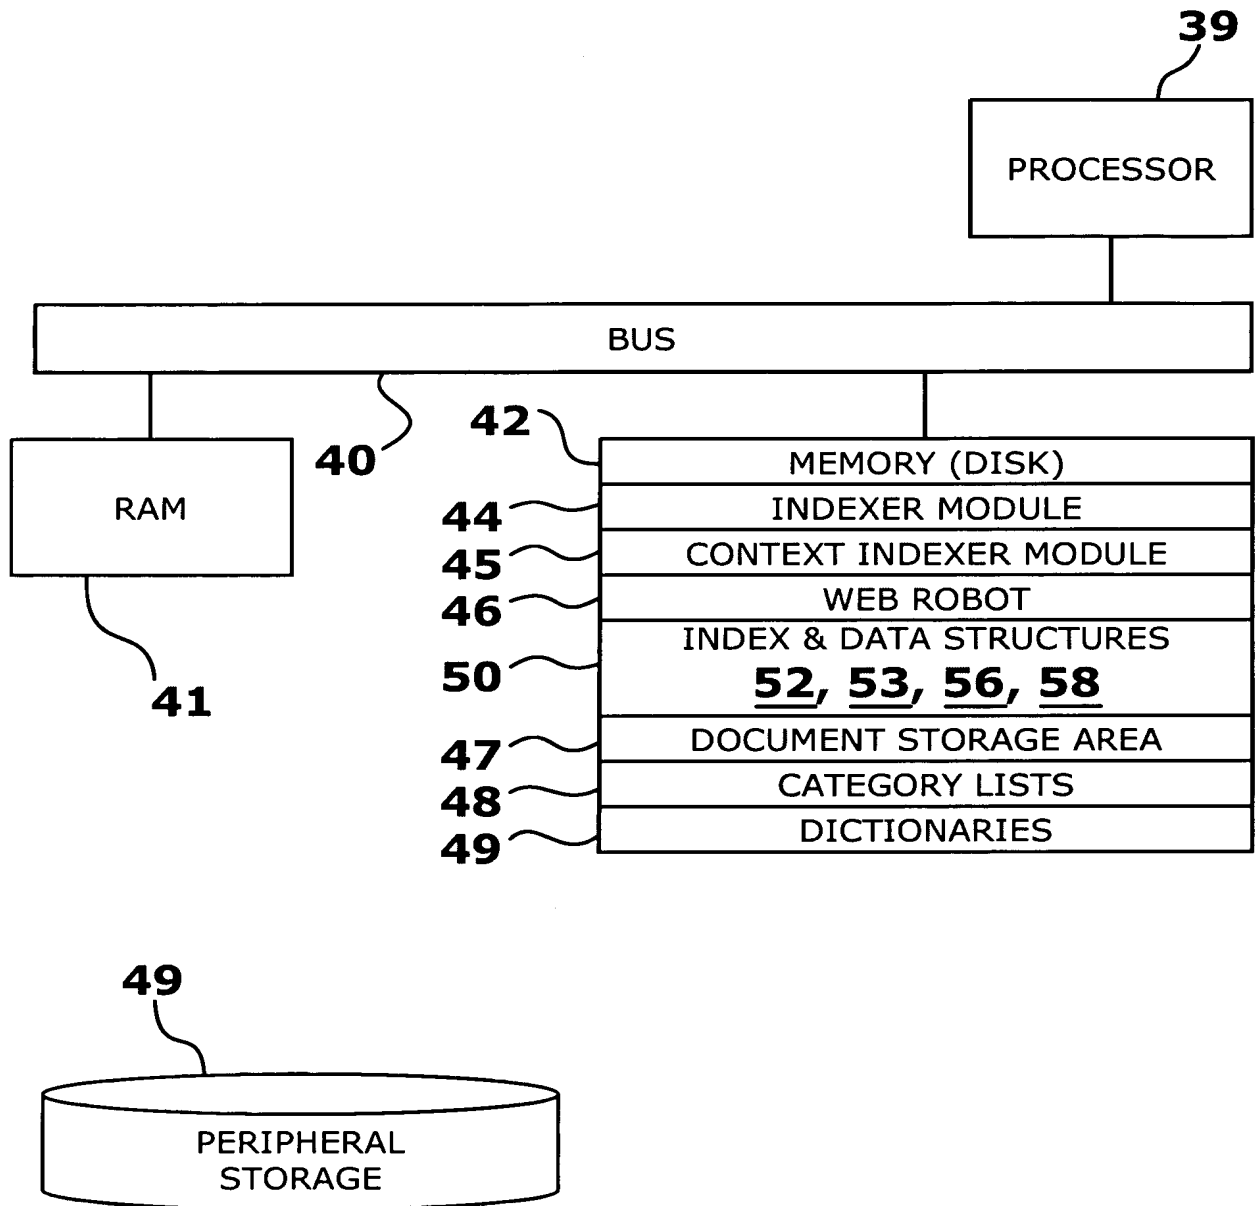 39
PROCESSOR
BUS
40
42
MEMORY (DISK)
RAM
41
44
INDEXER MODULE
45
CONTEXT INDEXER MODULE
46
WEB ROBOT
50
INDEX & DATA STRUCTURES
52, 53, 56, 58
47
DOCUMENT STORAGE AREA
48
CATEGORY LISTS
49
DICTIONARIES
49
PERIPHERAL
STORAGE